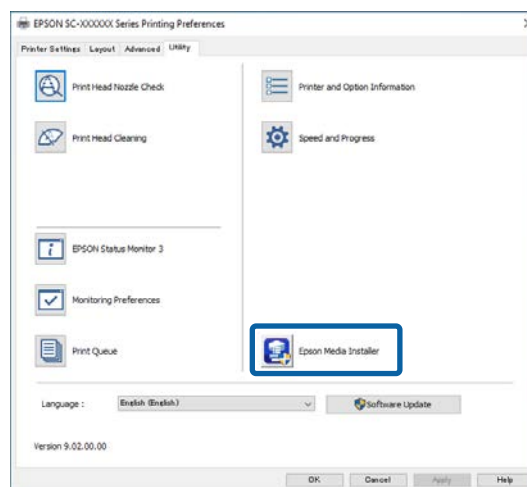 EPSON SC-XXXXXX Series Printing Preferences
Printer Settings Layout Advanced Utility
Print Head Nozzle Check
Printer and Option Information
Print Head Cleaning
Speed and Progress
EPSON Status Monitor 3
Monitoring Preferences
Print Queue
Epson Media Installer
Language :
English (English)
Software Update
Version 9.02.00.00
OK Cancel Apply Help